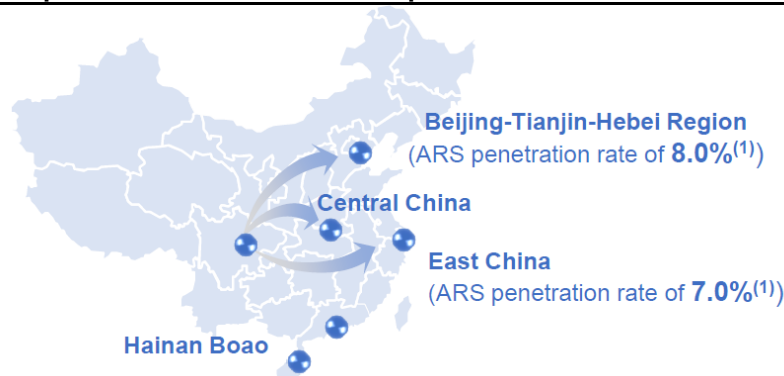 Beijing-Tianjin-Hebei Region
(ARS penetration rate of 8.0%(1))
Central China
East China
(ARS penetration rate of 7.0%(1))
Hainan Boao